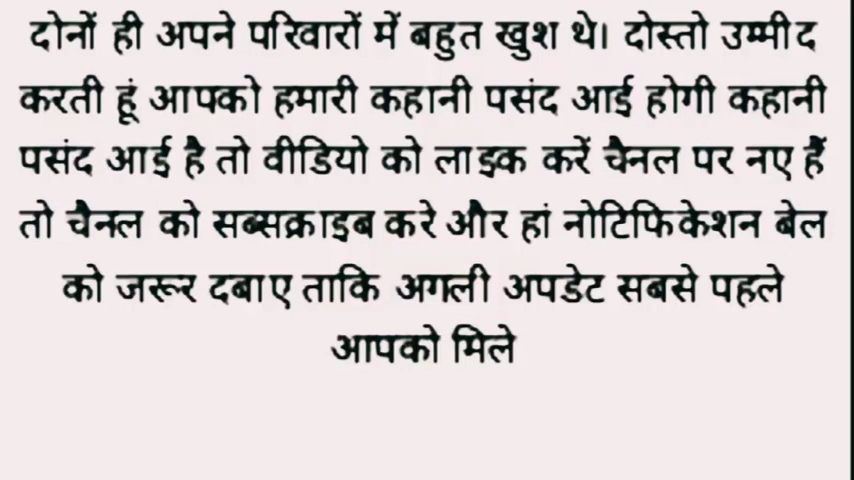 दोनों ही अपने परिवारों में बहुत खुश थे। दोस्तो उम्मीद
करती हूं आपको हमारी कहानी पसंद आई होगी कहानी
पसंद आई है तो वीडियो को लाइक करें चैनल पर नए हैं
तो चैनल को सब्सक्राइब करे और हां नोटिफिकेशन बेल
को जरूर दबाए ताकि अगली अपडेट सबसे पहले
आपको मिले